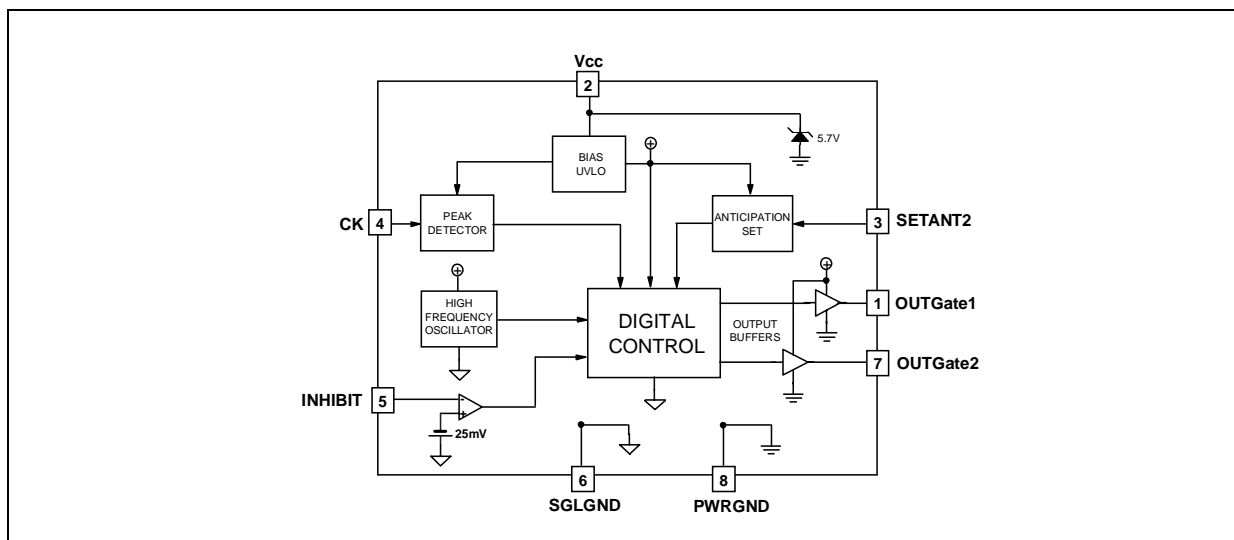 Vcc
2
5.7V
BIAS
UVLO
CK
4
PEAK
DETECTOR
ANTICIPATION
SET
3
SETANT2
HIGH
FREQUENCY
OSCILLATOR
DIGITAL
CONTROL
OUTPUT
BUFFERS
1
OUTGate1
7
OUTGate2
INHIBIT
5
-
+
25mV
6
SGLGND
8
PWRGND